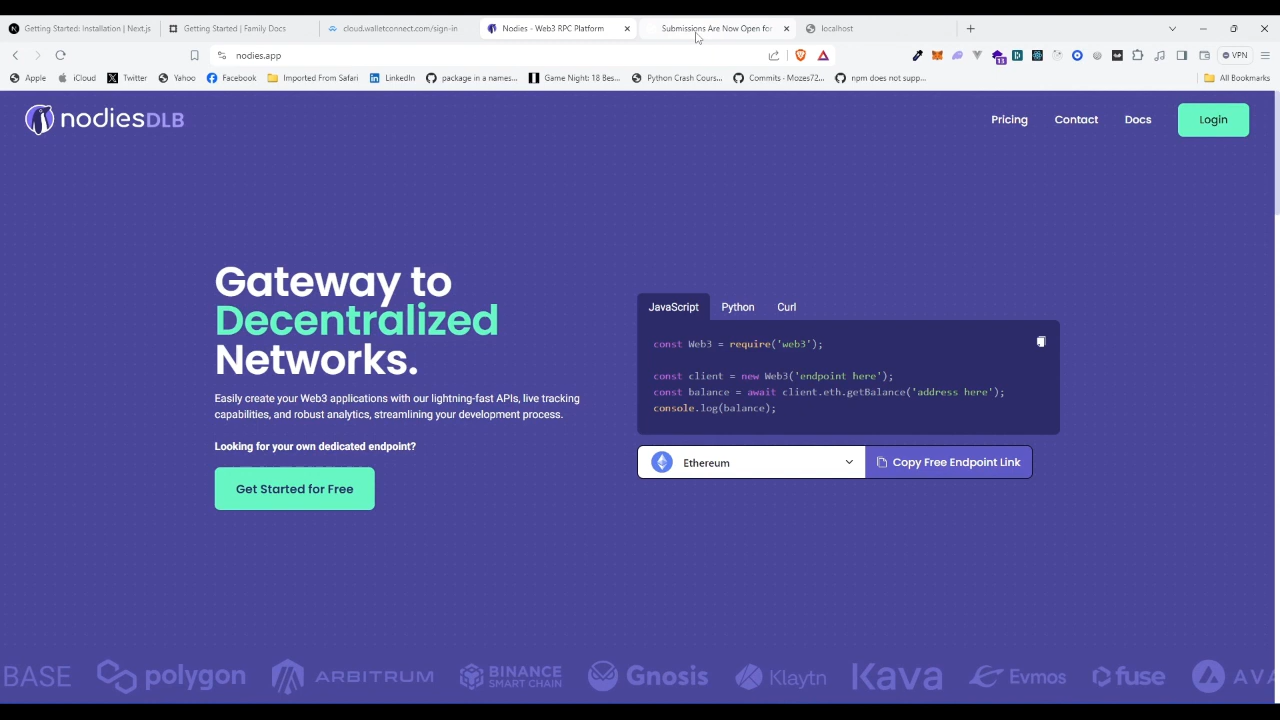 Getting Started: Installation | Next.js
Getting Started | Family Docs
cloud.walletconnect.com/sign-in
Nodies - Web3 RPC Platform
Submissions Are Now Open for
localhost
nodies.app
VPN
Apple
iCloud
Twitter
Yahoo
Facebook
Imported From Safari
LinkedIn
package in a names...
Game Night: 18 Bes...
Python Crash Cours...
Commits · Mozes72...
npm does not supp...
All Bookmarks
nodiesDLB
Pricing
Contact
Docs
Login
Gateway to
Decentralized
Networks.
Easily create your Web3 applications with our lightning-fast APIs, live tracking
capabilities, and robust analytics, streamlining your development process.
Looking for your own dedicated endpoint?
Get Started for Free
JavaScript
Python
Curl
const Web3 = require('web3');
const client = new Web3('endpoint here');
const balance = await client.eth.getBalance('address here');
console.log(balance);
Ethereum
Copy Free Endpoint Link
BASE
polygon
ARBITRUM
BINANCE
SMART CHAIN
Gnosis
Klaytn
Kava
Evmos
fuse
AVA